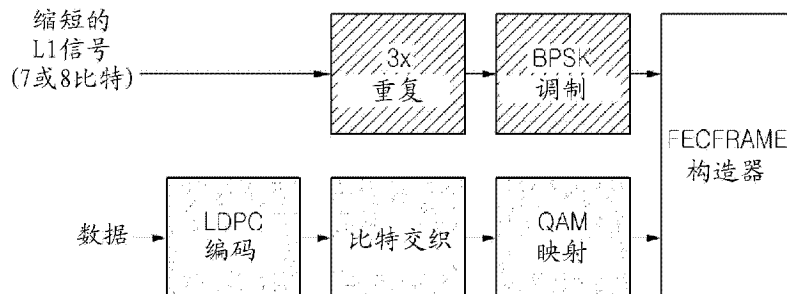 缩短的
L1信号
(7或8比特)
3x
重复
BPSK
调制
FECFRAME
构造器
数据
LDPC
编码
比特交织
QAM
映射